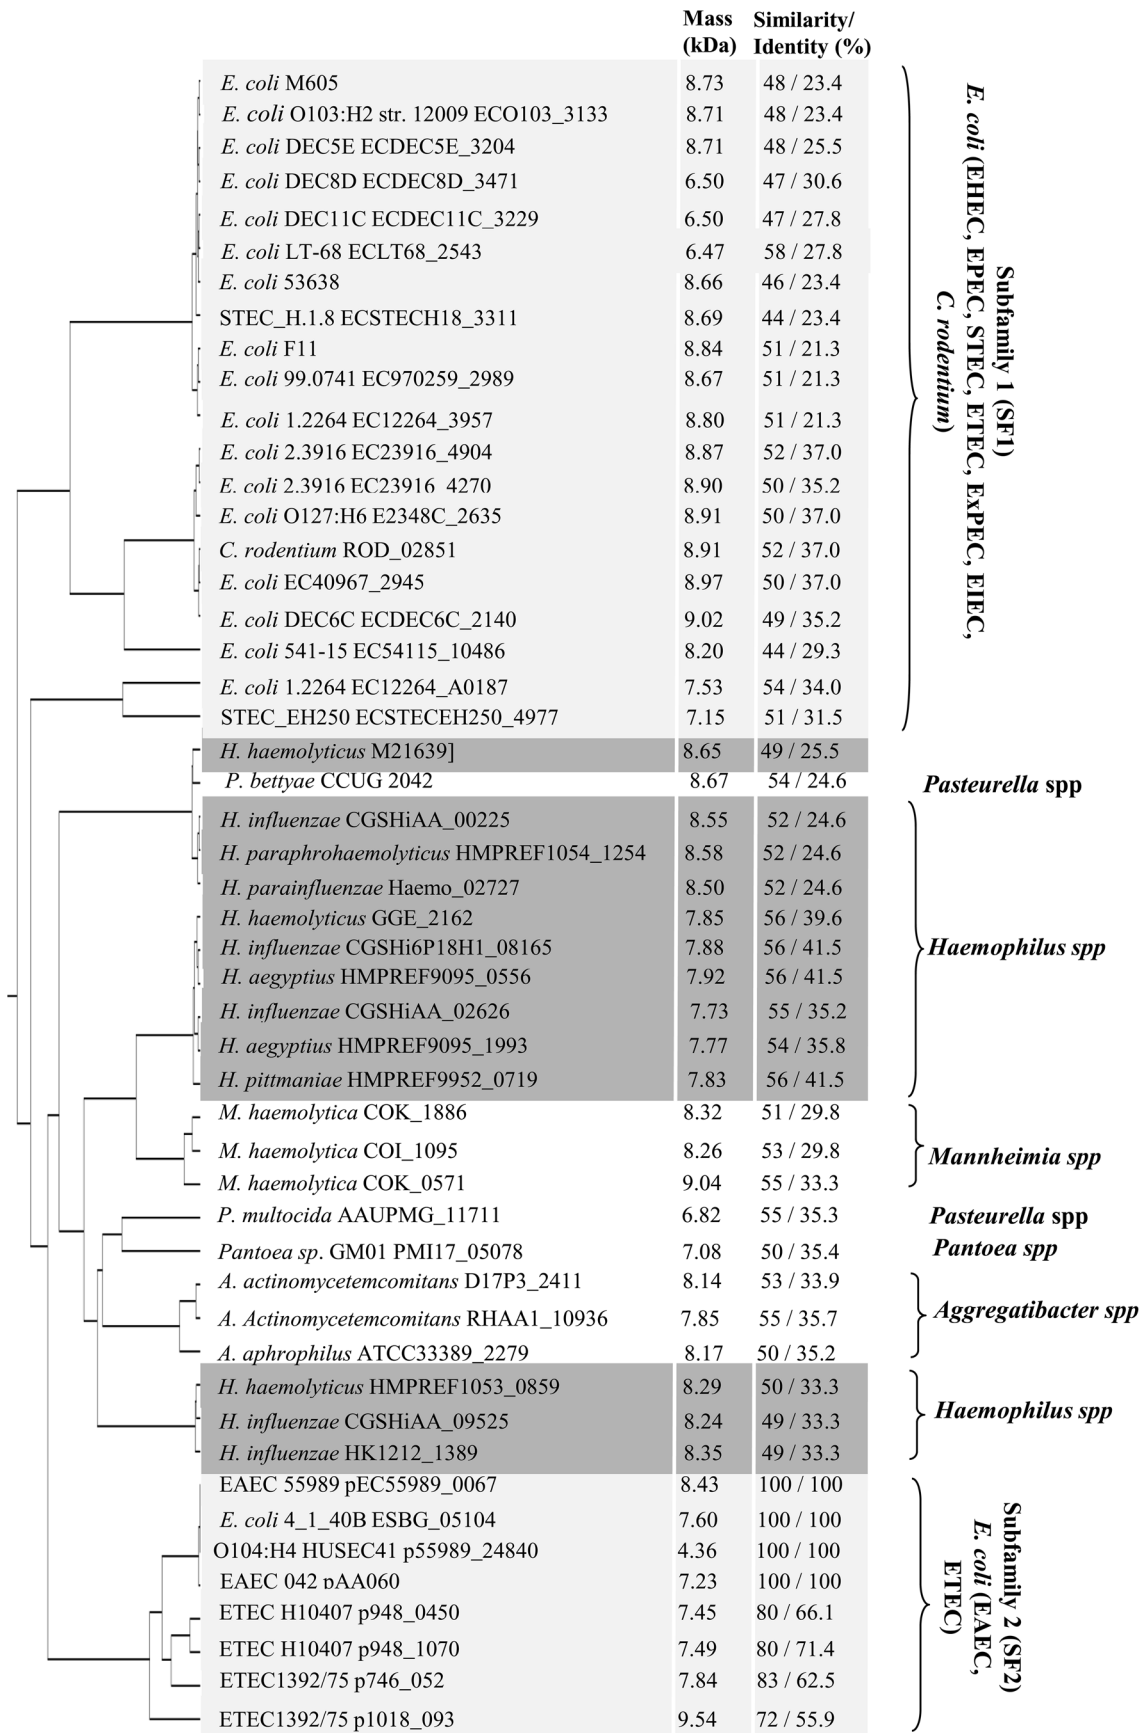 Mass Similarity/
(kDa) Identity (%)
E. coli M605 8.73 48 / 23.4
E. coli O103:H2 str. 12009 ECO103_3133 8.71 48 / 23.4
E. coli DEC5E ECDEC5E_3204 8.71 48 / 25.5
E. coli DEC8D ECDEC8D_3471 6.50 47 / 30.6
E. coli DEC11C ECDEC11C_3229 6.50 47 / 27.8
E. coli LT-68 ECLT68_2543 6.47 58 / 27.8
E. coli 53638 8.66 46 / 23.4
STEC_H.1.8 ECSTECH18_3311 8.69 44 / 23.4
E. coli F11 8.84 51 / 21.3
E. coli 99.0741 EC970259_2989 8.67 51 / 21.3
E. coli 1.2264 EC12264_3957 8.80 51 / 21.3
E. coli 2.3916 EC23916_4904 8.87 52 / 37.0
E. coli 2.3916 EC23916 4270 8.90 50 / 35.2
E. coli O127:H6 E2348C_2635 8.91 50 / 37.0
C. rodentium ROD_02851 8.91 52 / 37.0
E. coli EC40967_2945 8.97 50 / 37.0
E. coli DEC6C ECDEC6C_2140 9.02 49 / 35.2
E. coli 541-15 EC54115_10486 8.20 44 / 29.3
E. coli 1.2264 EC12264_A0187 7.53 54 / 34.0
STEC_EH250 ECSTECEH250_4977 7.15 51 / 31.5
Subfamily 1 (SF1)
E. coli (EHEC, EPEC, STEC, ETEC, ExPEC, EIEC,
C. rodentium)
H. haemolyticus M21639] 8.65 49 / 25.5
P. bettyae CCUG 2042 8.67 54 / 24.6 Pasteurella spp
H. influenzae CGSHiAA_00225 8.55 52 / 24.6
H. paraphrohaemolyticus HMPREF1054_1254 8.58 52 / 24.6
H. parainfluenzae Haemo_02727 8.50 52 / 24.6
H. haemolyticus GGE_2162 7.85 56 / 39.6
H. influenzae CGSHi6P18H1_08165 7.88 56 / 41.5 Haemophilus spp
H. aegyptius HMPREF9095_0556 7.92 56 / 41.5
H. influenzae CGSHiAA_02626 7.73 55 / 35.2
H. aegyptius HMPREF9095_1993 7.77 54 / 35.8
H. pittmaniae HMPREF9952_0719 7.83 56 / 41.5
M. haemolytica COK_1886 8.32 51 / 29.8
M. haemolytica COI_1095 8.26 53 / 29.8 Mannheimia spp
M. haemolytica COK_0571 9.04 55 / 33.3
P. multocida AAUPMG_11711 6.82 55 / 35.3 Pasteurella spp
Pantoea sp. GM01 PMI17_05078 7.08 50 / 35.4 Pantoea spp
A. actinomycetemcomitans D17P3_2411 8.14 53 / 33.9
A. Actinomycetemcomitans RHAA1_10936 7.85 55 / 35.7 Aggregatibacter spp
A. aphrophilus ATCC33389_2279 8.17 50 / 35.2
H. haemolyticus HMPREF1053_0859 8.29 50 / 33.3
H. influenzae CGSHiAA_09525 8.24 49 / 33.3 Haemophilus spp
H. influenzae HK1212_1389 8.35 49 / 33.3
EAEC 55989 pEC55989_0067 8.43 100 / 100
E. coli 4_1_40B ESBG_05104 7.60 100 / 100
O104:H4 HUSEC41 p55989_24840 4.36 100 / 100
EAEC 042 pAA060 7.23 100 / 100
ETEC H10407 p948_0450 7.45 80 / 66.1
ETEC H10407 p948_1070 7.49 80 / 71.4
ETEC1392/75 p746_052 7.84 83 / 62.5
ETEC1392/75 p1018_093 9.54 72 / 55.9
Subfamily 2 (SF2)
E. coli (EAEC,
ETEC)